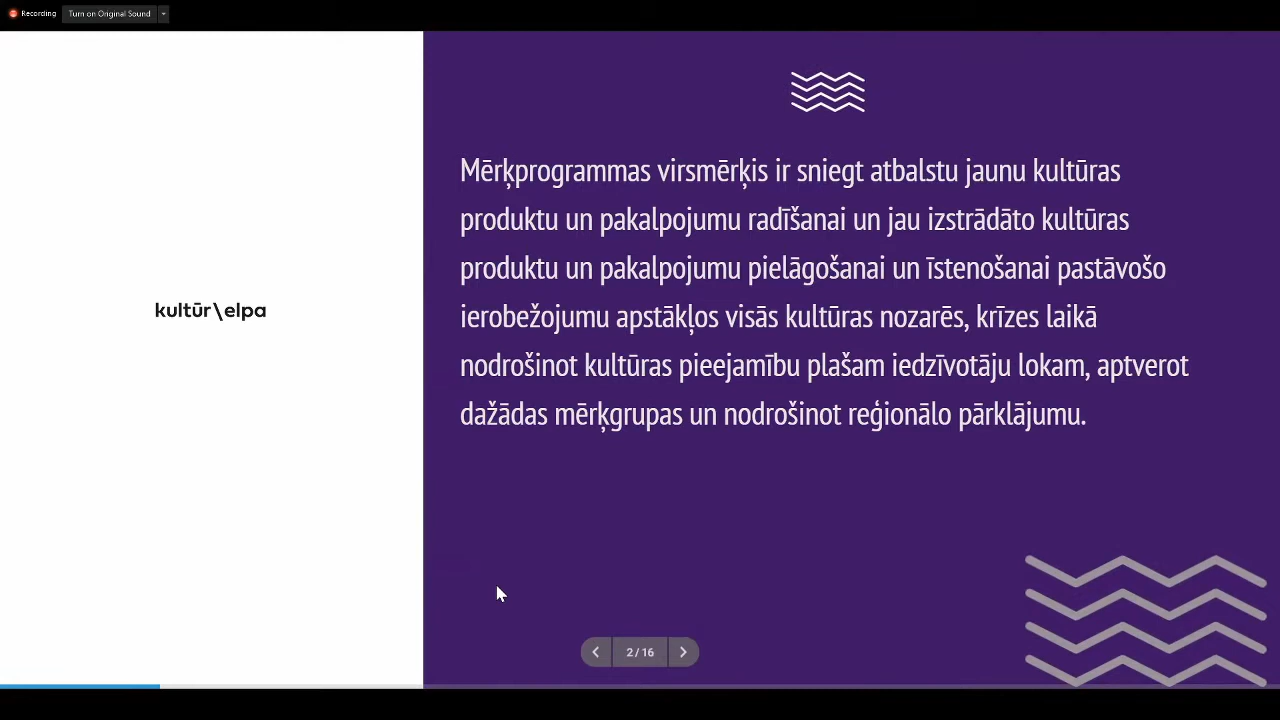 Recording
Turn on Original Sound
kultūr\elpa
Mērķprogrammas virsmērķis ir sniegt atbalstu jaunu kultūras
produktu un pakalpojumu radīšanai un jau izstrādāto kultūras
produktu un pakalpojumu pielāgošanai un īstenošanai pastāvošo
ierobežojumu apstākļos visās kultūras nozarēs, krīzes laikā
nodrošinot kultūras pieejamību plašam iedzīvotāju lokam, aptverot
dažādas mērķgrupas un nodrošinot reģionālo pārklājumu.
2 / 16